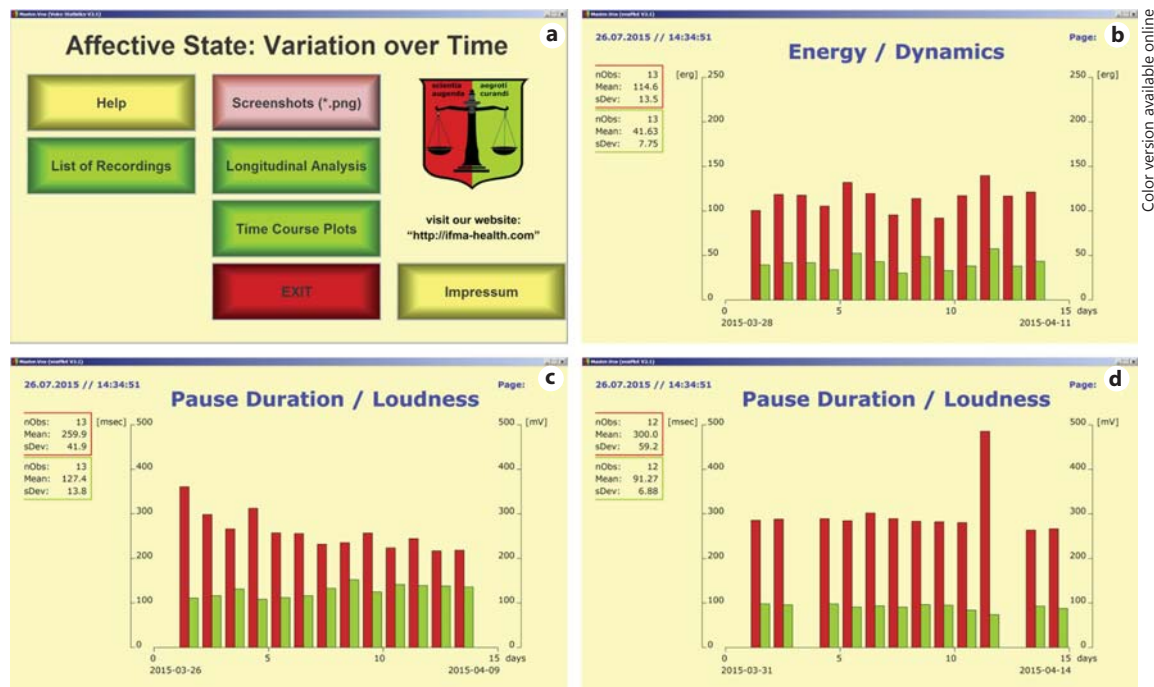 Master.Vox (Voice Statistics V3.1)
Affective State: Variation over Time
a
Help
Screenshots (*.png)
scientia
augenda
aegroti
curandi
List of Recordings
Longitudinal Analysis
Time Course Plots
visit our website:
"http://ifma-health.com"
EXIT
Impressum
26.07.2015 // 14:34:51
Page:
b
Energy / Dynamics
nObs: 13
Mean: 114.6
sDev: 13.5
nObs: 13
Mean: 41.63
sDev: 7.75
[erg]
250
200
150
100
50
0
250
200
150
100
50
0
[erg]
0
5
10
15 days
2015-03-28
2015-04-11
Color version available online
26.07.2015 // 14:34:51
Page:
c
Pause Duration / Loudness
nObs: 13
Mean: 259.9
sDev: 41.9
nObs: 13
Mean: 127.4
sDev: 13.8
[msec]
500
400
300
200
100
0
500
400
300
200
100
0
[mV]
0
5
10
15 days
2015-03-26
2015-04-09
26.07.2015 // 14:34:51
Page:
d
Pause Duration / Loudness
nObs: 12
Mean: 300.0
sDev: 59.2
nObs: 12
Mean: 91.27
sDev: 6.88
[msec]
500
400
300
200
100
0
500
400
300
200
100
0
[mV]
0
5
10
15 days
2015-03-31
2015-04-14